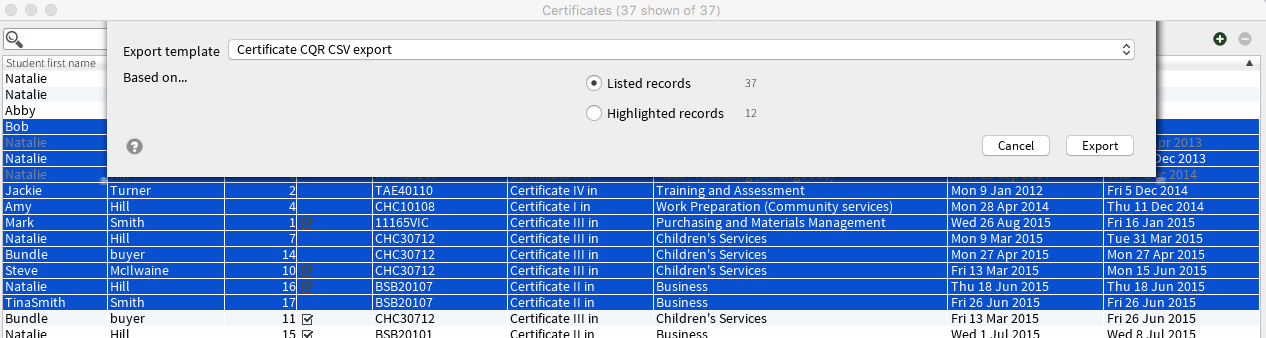 Certificates (37 shown of 37)
Export template Certificate CQR CSV export
Based on...
Listed records 37
Highlighted records 12
Cancel Export
Student first name
Natalie
Natalie
Abby
Bob
Natalie pr 2013
Natalie Dec 2013
Natalie Dec 2014
Jackie Turner 2 TAE40110 Certificate IV in Training and Assessment Mon 9 Jan 2012 Fri 5 Dec 2014
Amy Hill 4 CHC10108 Certificate I in Work Preparation (Community services) Mon 28 Apr 2014 Thu 11 Dec 2014
Mark Smith 1 11165VIC Certificate III in Purchasing and Materials Management Wed 26 Aug 2015 Fri 16 Jan 2015
Natalie Hill 7 CHC30712 Certificate III in Children's Services Mon 9 Mar 2015 Tue 31 Mar 2015
Bundle buyer 14 CHC30712 Certificate III in Children's Services Mon 27 Apr 2015 Mon 27 Apr 2015
Steve McIlwaine 10 CHC30712 Certificate III in Children's Services Fri 13 Mar 2015 Mon 15 Jun 2015
Natalie Hill 16 BSB20107 Certificate II in Business Thu 18 Jun 2015 Thu 18 Jun 2015
TinaSmith Smith 17 BSB20107 Certificate II in Business Fri 26 Jun 2015 Fri 26 Jun 2015
Bundle buyer 11 CHC30712 Certificate III in Children's Services Fri 13 Mar 2015 Fri 26 Jun 2015
Natalie Hill 15 BSB20101 Certificate II in Business Wed 1 Jul 2015 Wed 8 Jul 2015